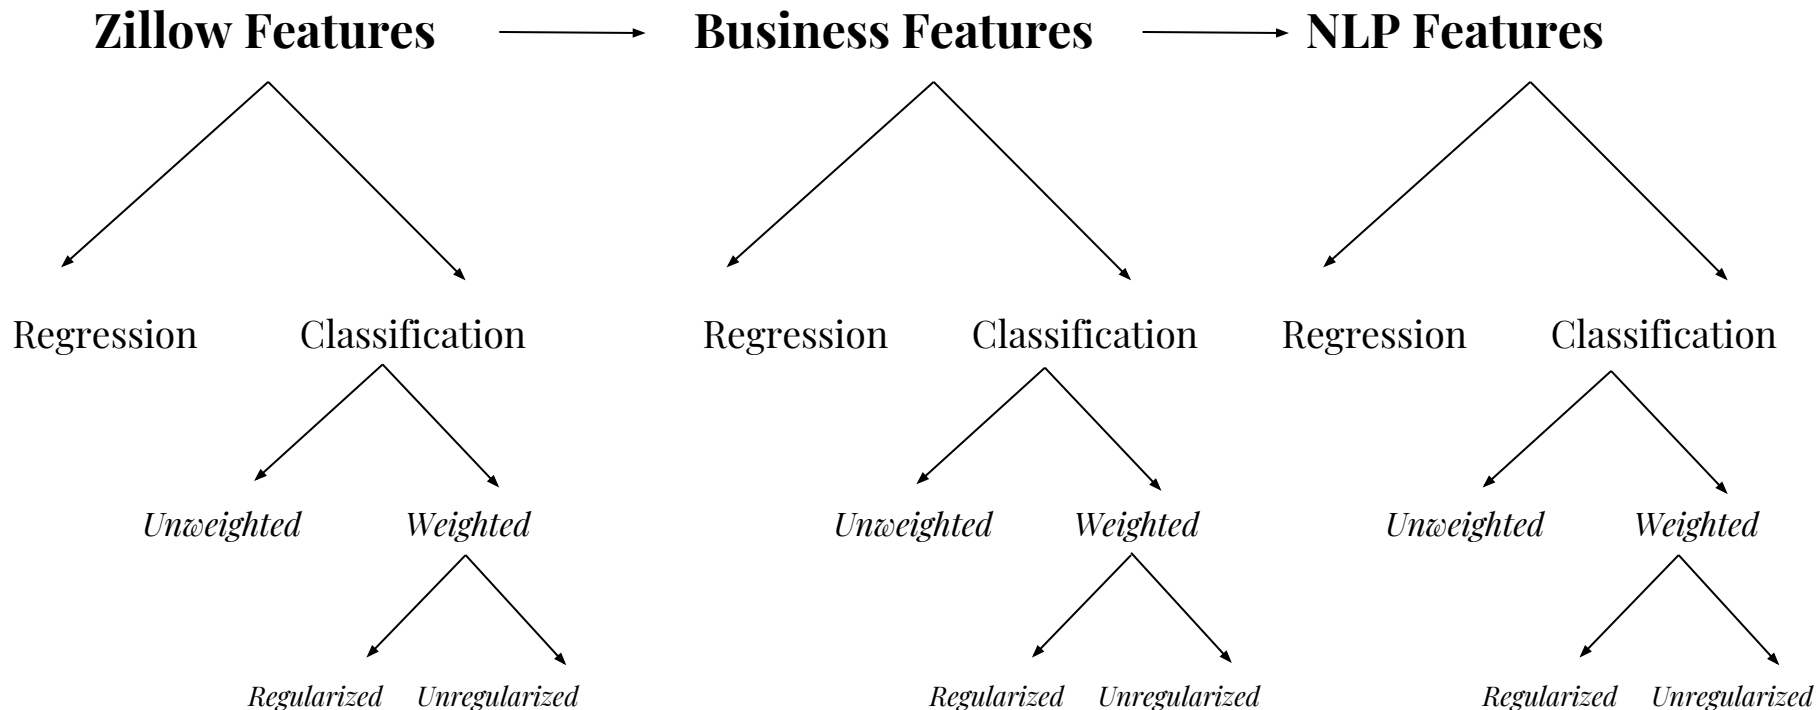 Zillow Features Business Features NLP Features
Regression Classification Regression Classification Regression Classification
Unweighted Weighted Unweighted Weighted Unweighted Weighted
Regularized Unregularized Regularized Unregularized Regularized Unregularized